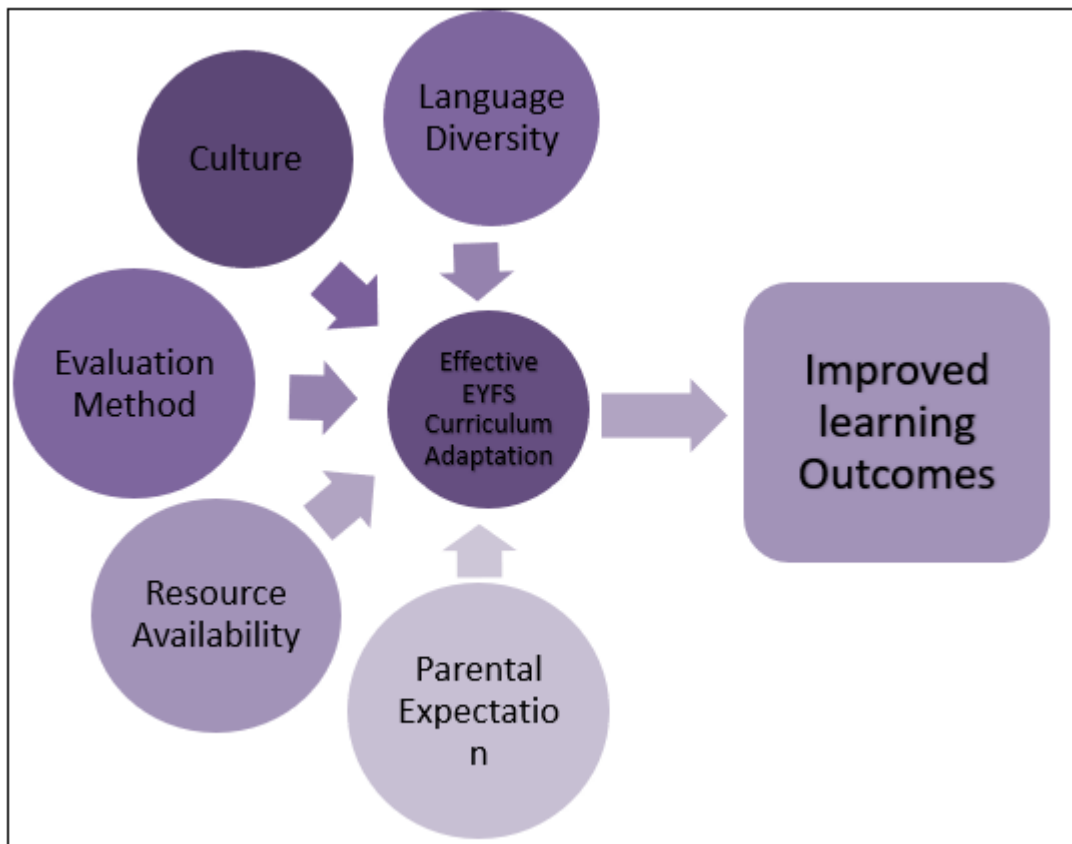 Language
Diversity
Culture
Evaluation
Method
Effective
EYFS
Curriculum
Adaptation
Improved
learning
Outcomes
Resource
Availability
Parental
Expectatio
n